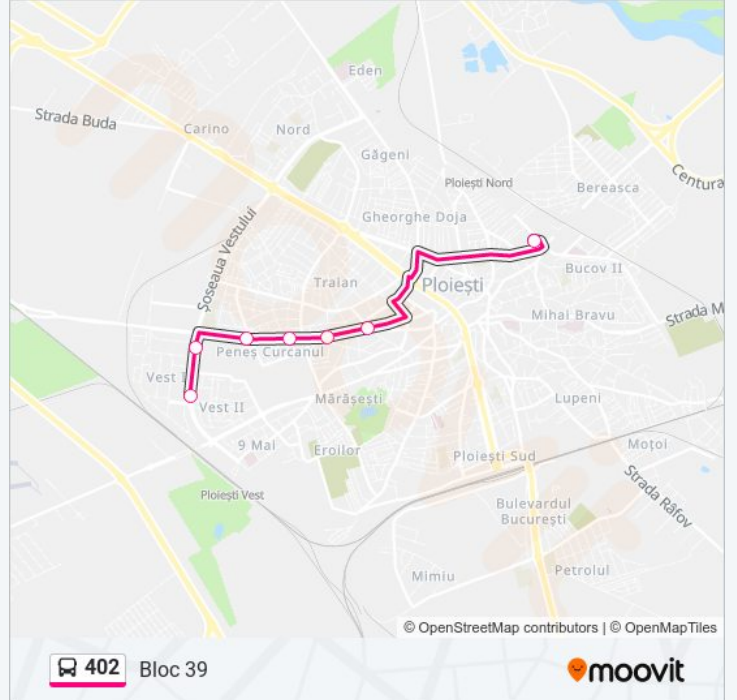 Eden
Strada Buda
Carino
Nord
Găgeni
Ploiești Nord
Centura
Bereasca
Șoseaua Vestului
Gheorghe Doja
Bucov II
Traian
Ploiești
Mihai Bravu
Strada M
Peneș Curcanul
Vest I
Vest II
Mărășești
Lupeni
9 Mai
Eroilor
Ploiești Sud
Moțoi
Ploiești Vest
Strada Râfov
Bulevardul
București
Mimiu
Petrolul
© OpenStreetMap contributors | © OpenMapTiles
402 Bloc 39
moovit